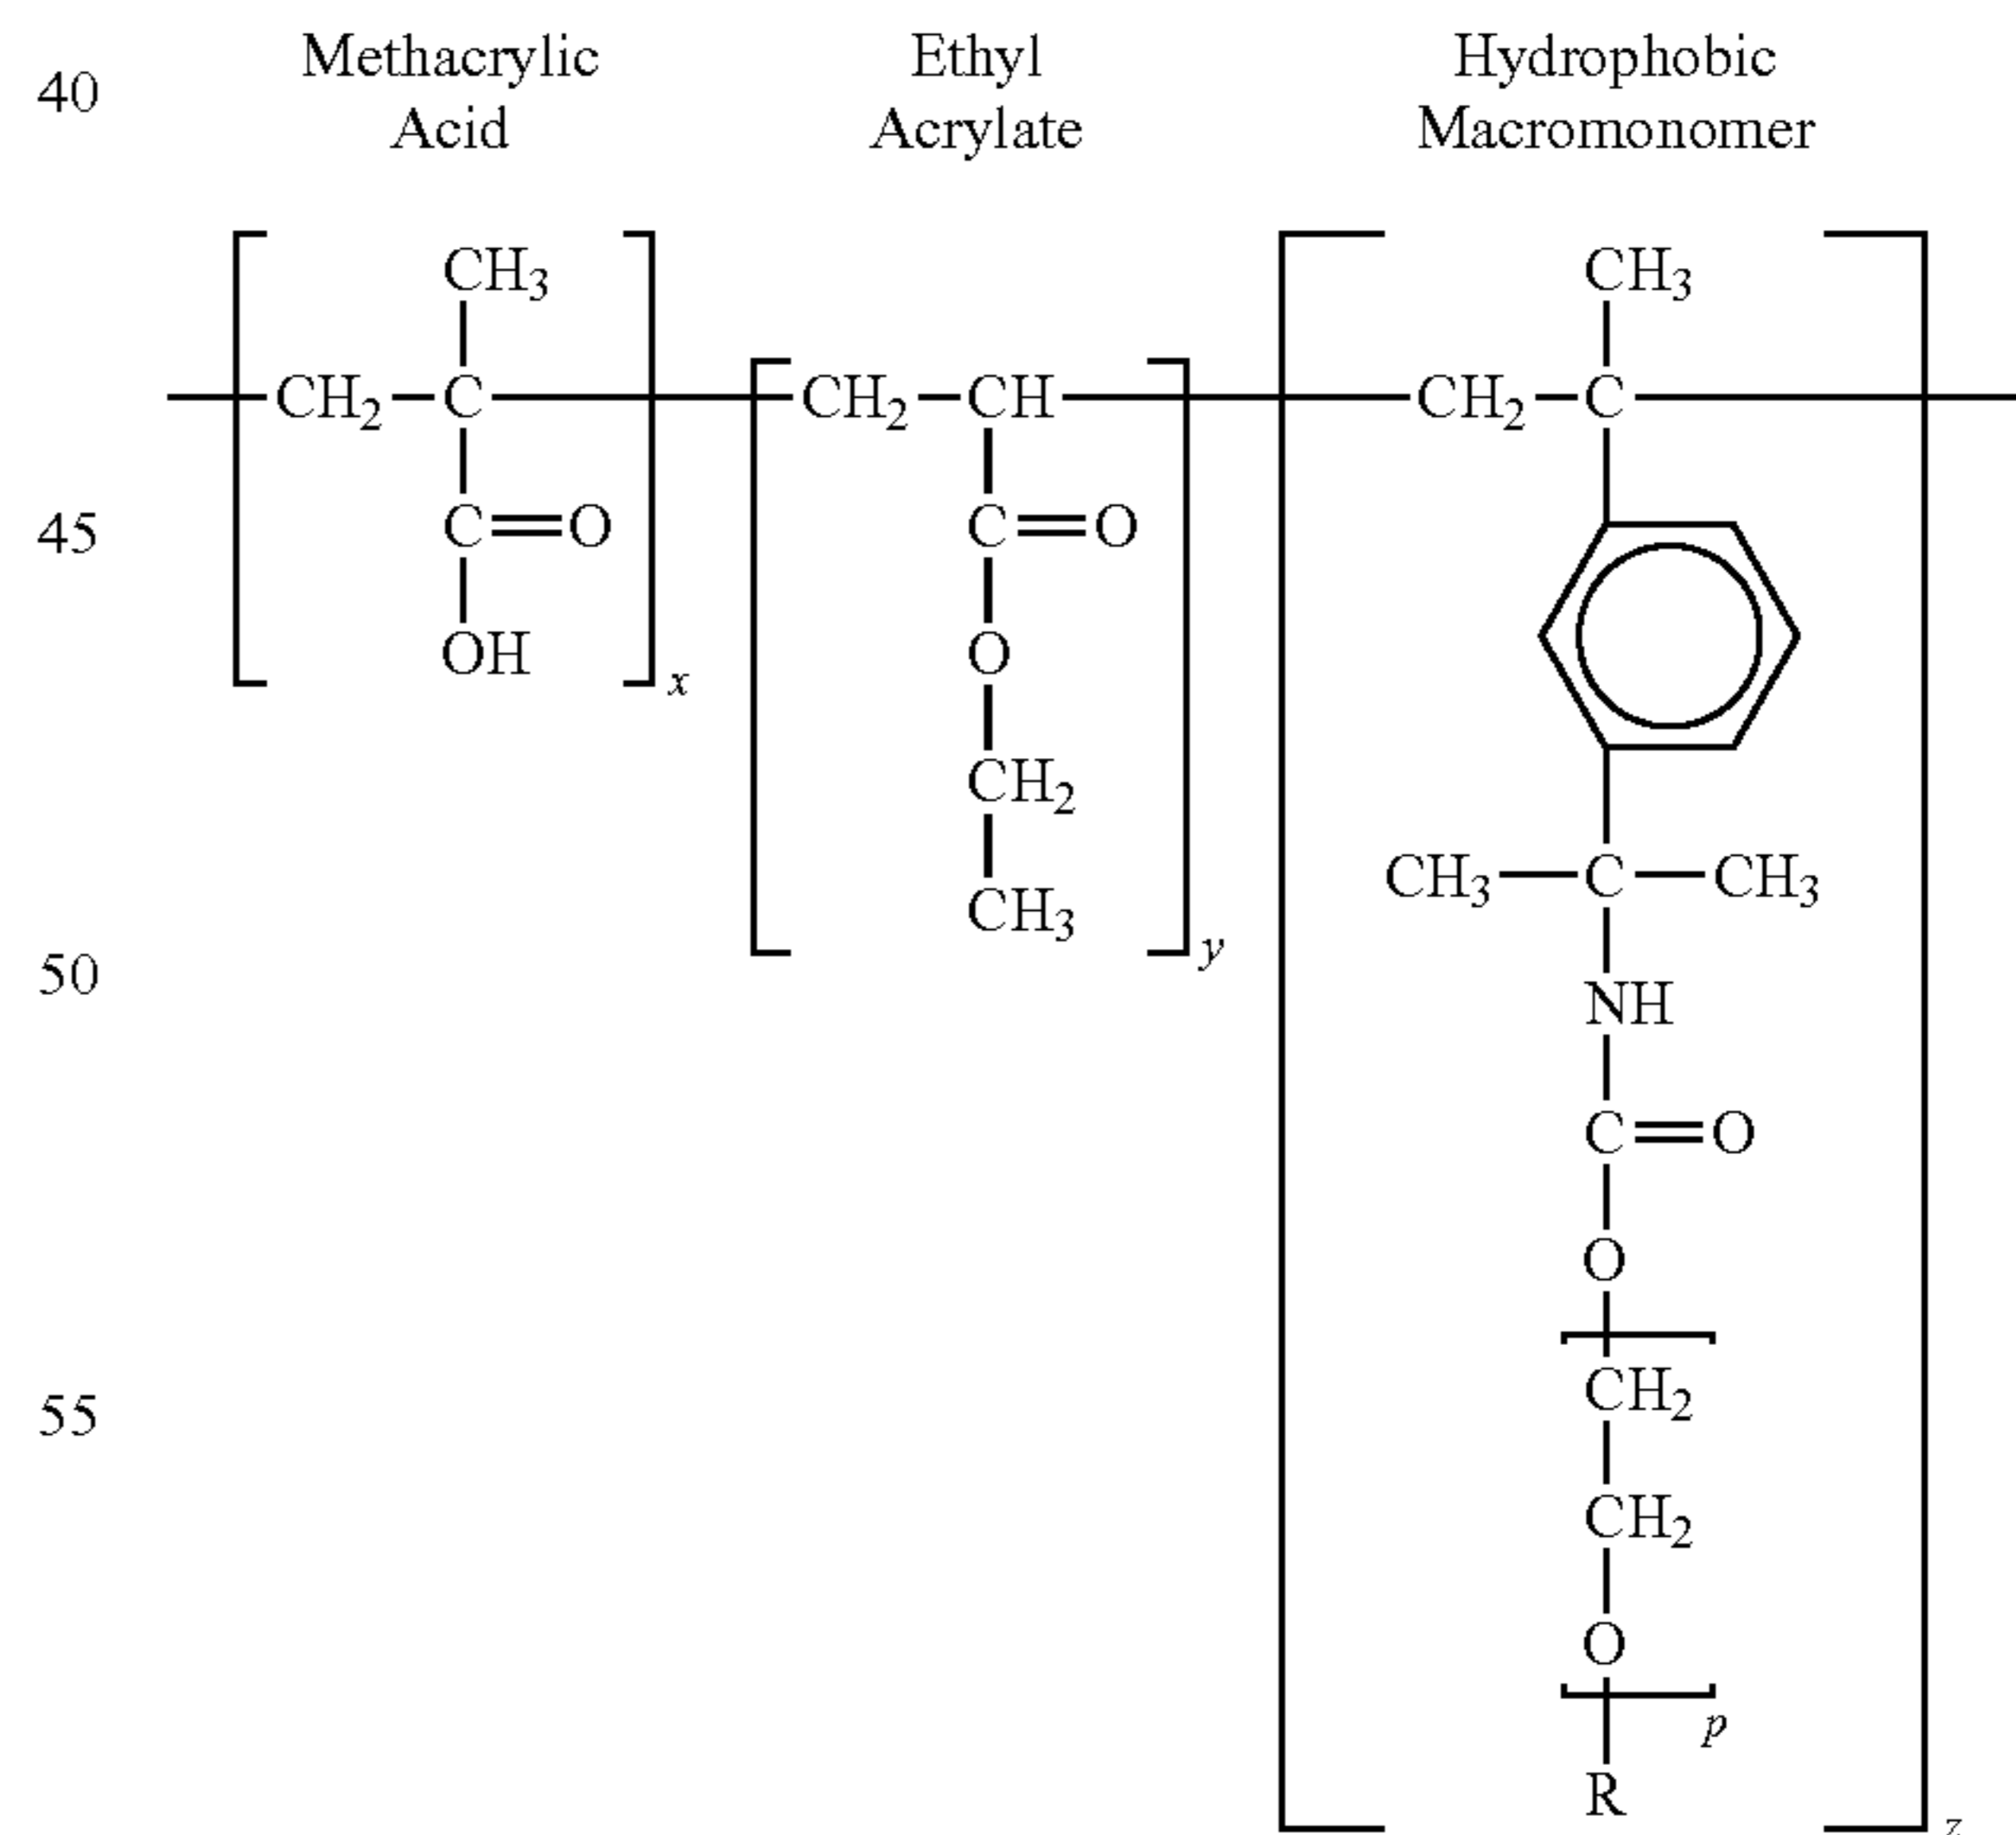 40
Methacrylic
Acid
Ethyl
Acrylate
Hydrophobic
Macromonomer
CH3
CH3
CH2
C
CH2
CH
CH2
C
45
C
O
C
O
OH
x
O
CH2
CH3
C
CH3
CH3
y
50
NH
C
O
O
CH2
55
CH2
O
p
R
z